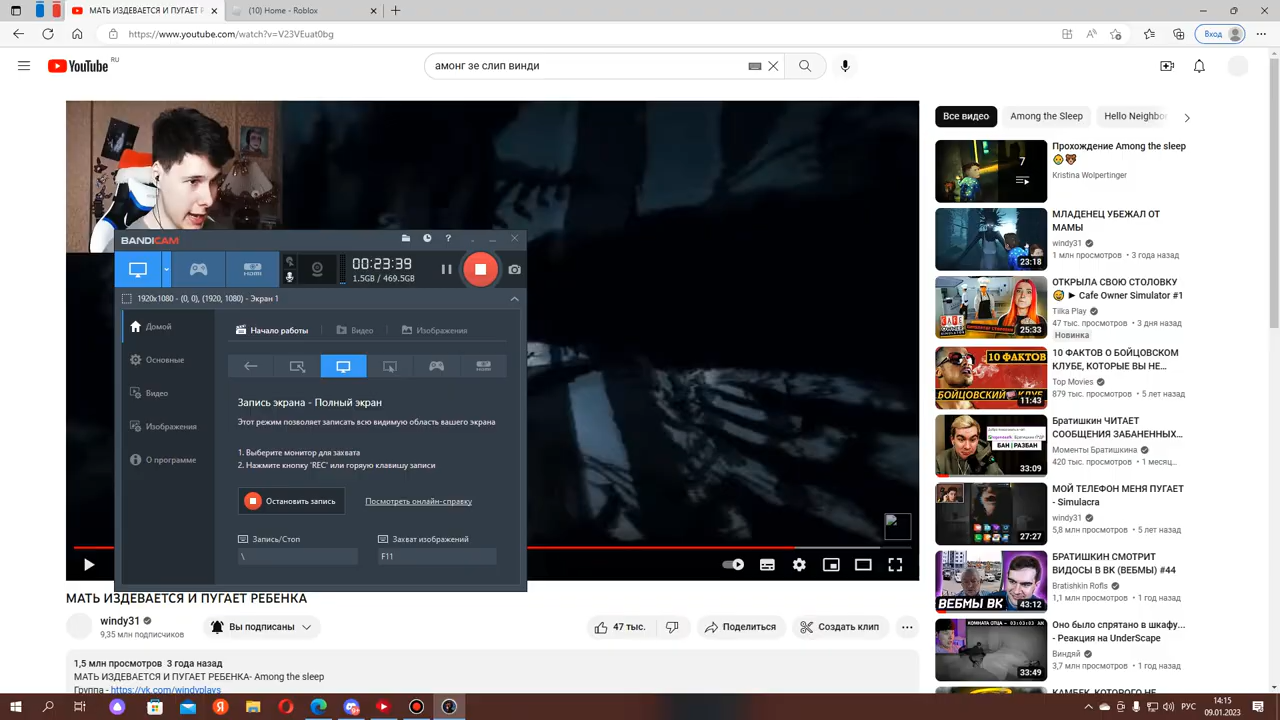 МАТЬ ИЗДЕВАЕТСЯ И ПУГАЕТ Р
(10) Home - Roblox
https://www.youtube.com/watch?v=V23VEuat0bg
Вход
YouTube RU
амонг зе слип винди
Все видео
Among the Sleep
Hello Neighbor
Прохождение Among the sleep
Kristina Wolpertinger
7
МЛАДЕНЕЦ УБЕЖАЛ ОТ
МАМЫ
windy31
1 млн просмотров • 3 года назад
23:18
ОТКРЫЛА СВОЮ СТОЛОВКУ
► Cafe Owner Simulator #1
Tilka Play
47 тыс. просмотров • 3 дня назад
Новинка
25:33
10 ФАКТОВ О БОЙЦОВСКОМ
КЛУБЕ, КОТОРЫЕ ВЫ НЕ...
Top Movies
879 тыс. просмотров • 5 лет назад
10 ФАКТОВ
БОЙЦОВСКИЙ КЛУБ
11:43
Братишкин ЧИТАЕТ
СООБЩЕНИЯ ЗАБАНЕННЫХ...
Моменты Братишкина
420 тыс. просмотров • 1 месяц...
БАН | РАЗБАН
33:09
МОЙ ТЕЛЕФОН МЕНЯ ПУГАЕТ
- Simulacra
windy31
5,8 млн просмотров • 5 лет назад
27:27
БРАТИШКИН СМОТРИТ
ВИДОСЫ В ВК (ВЕБМЫ) #44
Bratishkin Rofls
1,1 млн просмотров • 1 год назад
ВЕБМЫ ВК
43:12
Оно было спрятано в шкафу...
- Реакция на UnderScape
Виндяй
3,7 млн просмотров • 1 год назад
КОМНАТА ОТЦА
33:49
КАМБЕК, КОТОРОГО НЕ
BANDICAM
00:23:39
1.5GB / 469.5GB
1920x1080 - (0, 0), (1920, 1080) - Экран 1
Домой
Основные
Видео
Изображения
О программе
Начало работы
Видео
Изображения
Запись экрана - Полный экран
Этот режим позволяет записать всю видимую область вашего экрана
1. Выберите монитор для захвата
2. Нажмите кнопку 'REC' или горячую клавишу записи
Остановить запись
Посмотреть онлайн-справку
Запись/Стоп
Захват изображений
\
F11
МАТЬ ИЗДЕВАЕТСЯ И ПУГАЕТ РЕБЕНКА
windy31
9,35 млн подписчиков
Вы подписаны
47 тыс.
Поделиться
Создать клип
1,5 млн просмотров 3 года назад
МАТЬ ИЗДЕВАЕТСЯ И ПУГАЕТ РЕБЕНКА- Among the sleep
Группа - https://vk.com/windyplays
РУС
14:15
09.01.2023